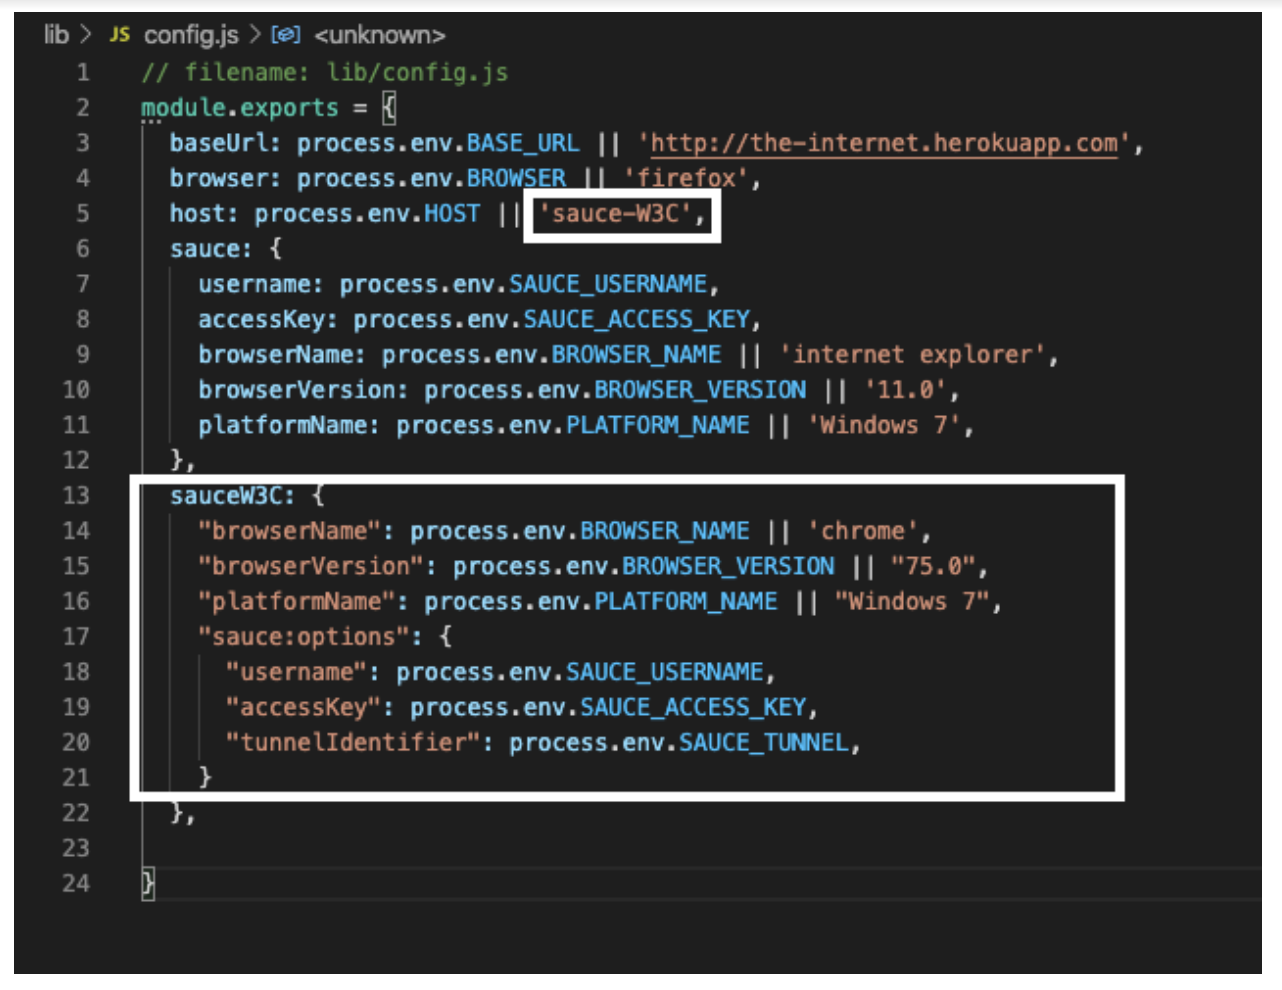 lib > JS config.js > <unknown>
1 // filename: lib/config.js
2 module.exports = {
3 baseUrl: process.env.BASE_URL || 'http://the-internet.herokuapp.com',
4 browser: process.env.BROWSER || 'firefox',
5 host: process.env.HOST || 'sauce-W3C',
6 sauce: {
7 username: process.env.SAUCE_USERNAME,
8 accessKey: process.env.SAUCE_ACCESS_KEY,
9 browserName: process.env.BROWSER_NAME || 'internet explorer',
10 browserVersion: process.env.BROWSER_VERSION || '11.0',
11 platformName: process.env.PLATFORM_NAME || 'Windows 7',
12 },
13 sauceW3C: {
14 "browserName": process.env.BROWSER_NAME || 'chrome',
15 "browserVersion": process.env.BROWSER_VERSION || "75.0",
16 "platformName": process.env.PLATFORM_NAME || "Windows 7",
17 "sauce:options": {
18 "username": process.env.SAUCE_USERNAME,
19 "accessKey": process.env.SAUCE_ACCESS_KEY,
20 "tunnelIdentifier": process.env.SAUCE_TUNNEL,
21 }
22 },
23
24 }